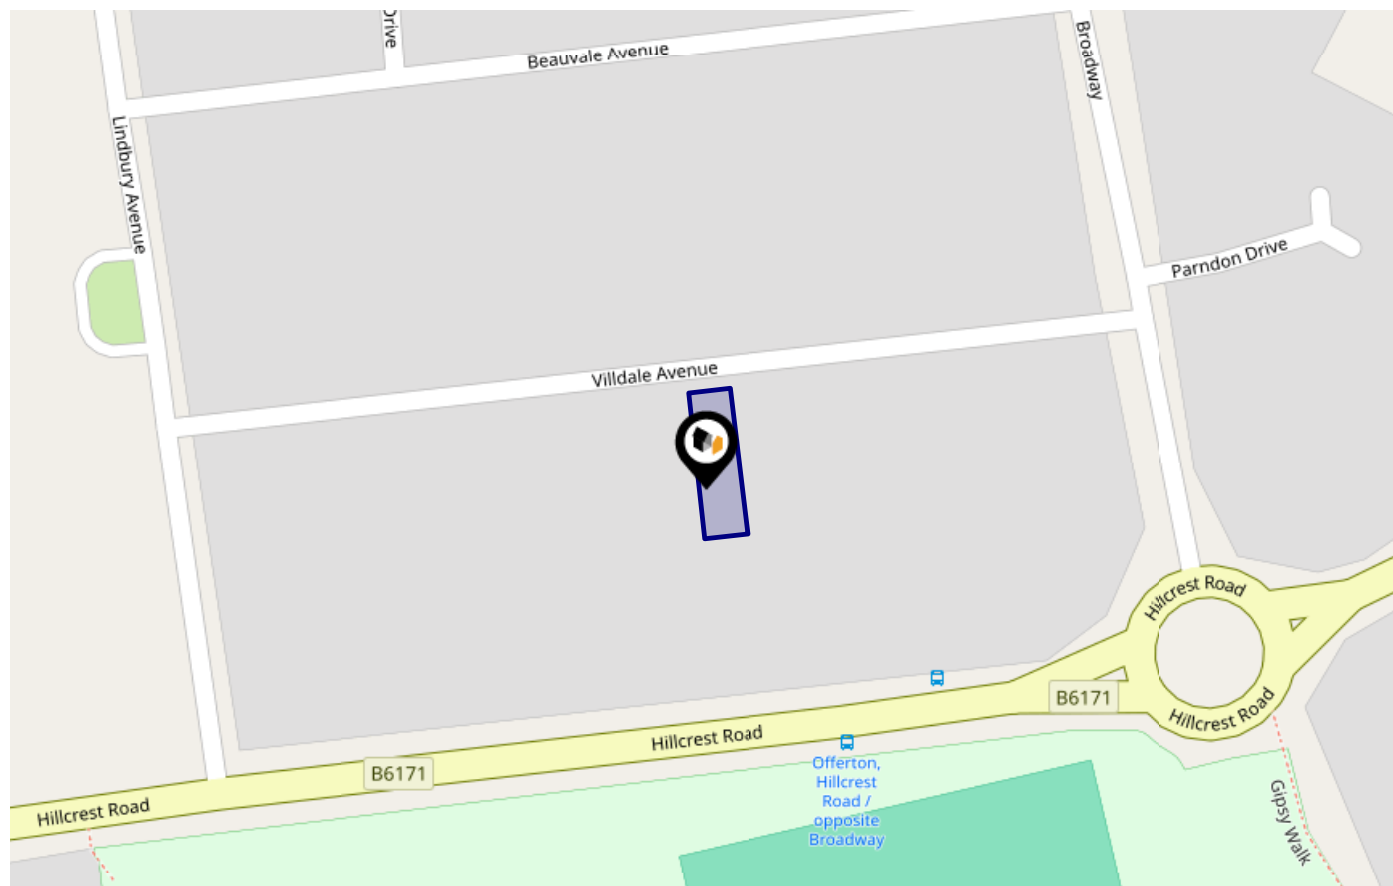 Drive
Beauvale Avenue
Broadway
Lindbury Avenue
Parndon Drive
Villdale Avenue
Hillcrest Road
B6171
Hillcrest Road
Hillcrest Road
B6171
Hillcrest Road
Offerton,
Hillcrest
Road /
opposite
Broadway
Gipsy Walk